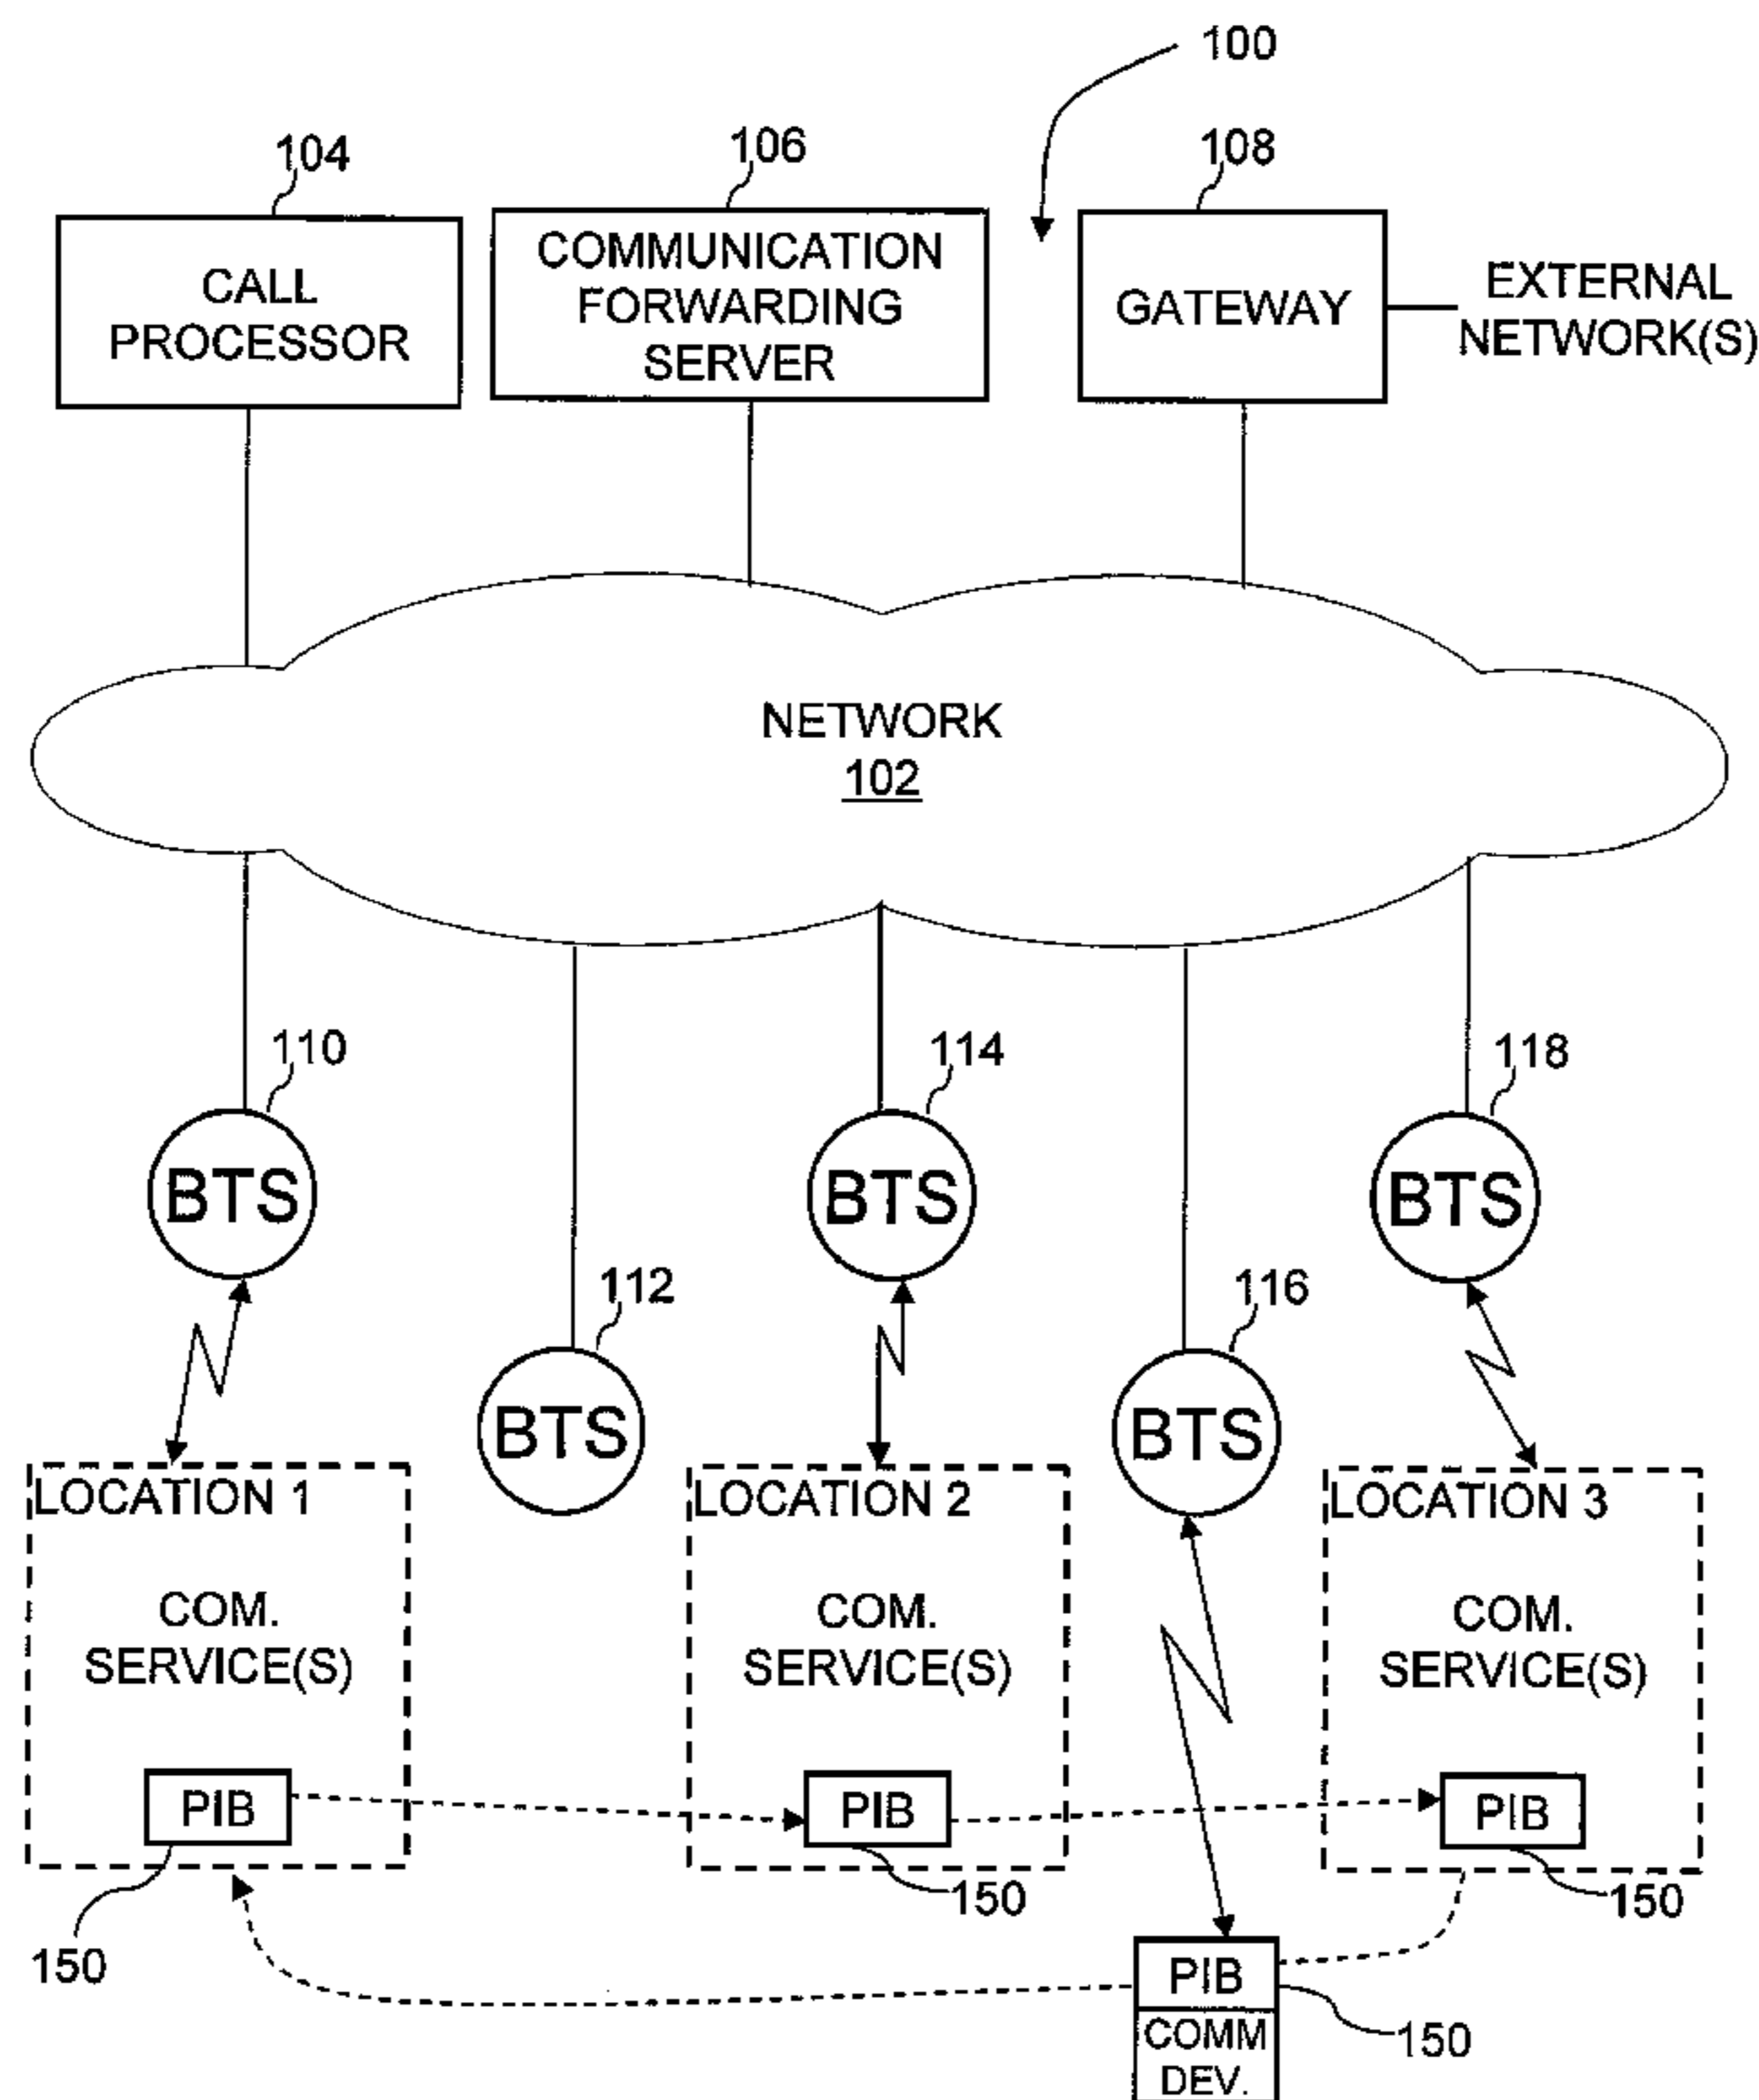 100
104
106
108
CALL
PROCESSOR
COMMUNICATION
FORWARDING
SERVER
GATEWAY
EXTERNAL
NETWORK(S)
NETWORK
102
110
114
118
BTS
BTS
BTS
112
116
BTS
BTS
LOCATION 1
LOCATION 2
LOCATION 3
COM.
SERVICE(S)
COM.
SERVICE(S)
COM.
SERVICE(S)
PIB
PIB
PIB
150
150
150
PIB
150
COMM
DEV.